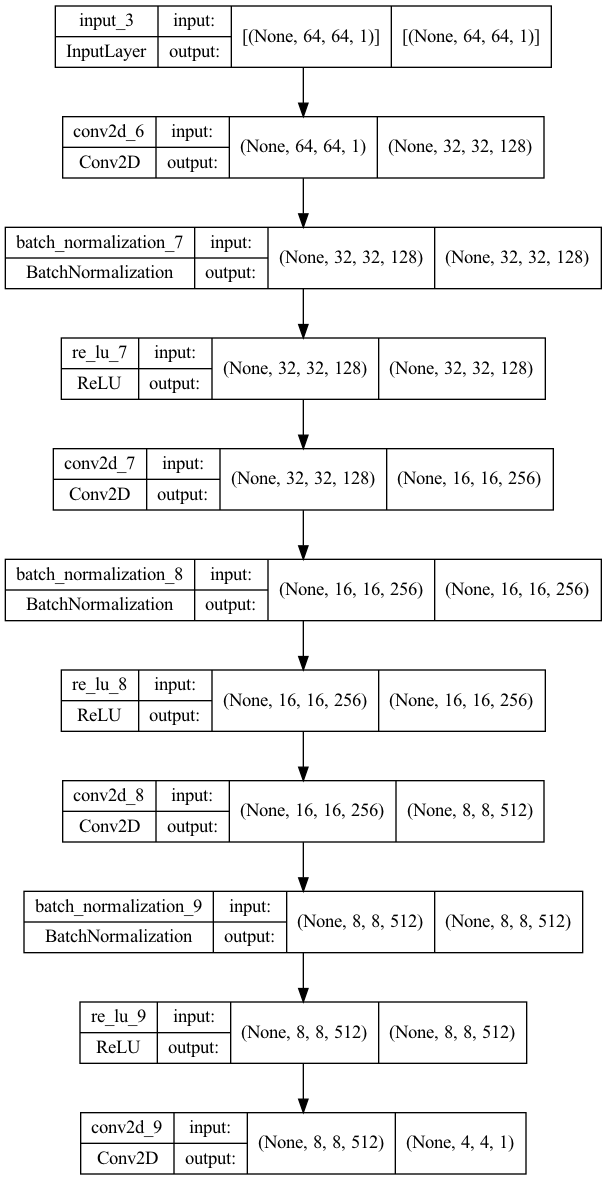 input_3 input: [(None, 64, 64, 1)] [(None, 64, 64, 1)]
InputLayer output:
conv2d_6 input: (None, 64, 64, 1) (None, 32, 32, 128)
Conv2D output:
batch_normalization_7 input: (None, 32, 32, 128) (None, 32, 32, 128)
BatchNormalization output:
re_lu_7 input: (None, 32, 32, 128) (None, 32, 32, 128)
ReLU output:
conv2d_7 input: (None, 32, 32, 128) (None, 16, 16, 256)
Conv2D output:
batch_normalization_8 input: (None, 16, 16, 256) (None, 16, 16, 256)
BatchNormalization output:
re_lu_8 input: (None, 16, 16, 256) (None, 16, 16, 256)
ReLU output:
conv2d_8 input: (None, 16, 16, 256) (None, 8, 8, 512)
Conv2D output:
batch_normalization_9 input: (None, 8, 8, 512) (None, 8, 8, 512)
BatchNormalization output:
re_lu_9 input: (None, 8, 8, 512) (None, 8, 8, 512)
ReLU output:
conv2d_9 input: (None, 8, 8, 512) (None, 4, 4, 1)
Conv2D output: